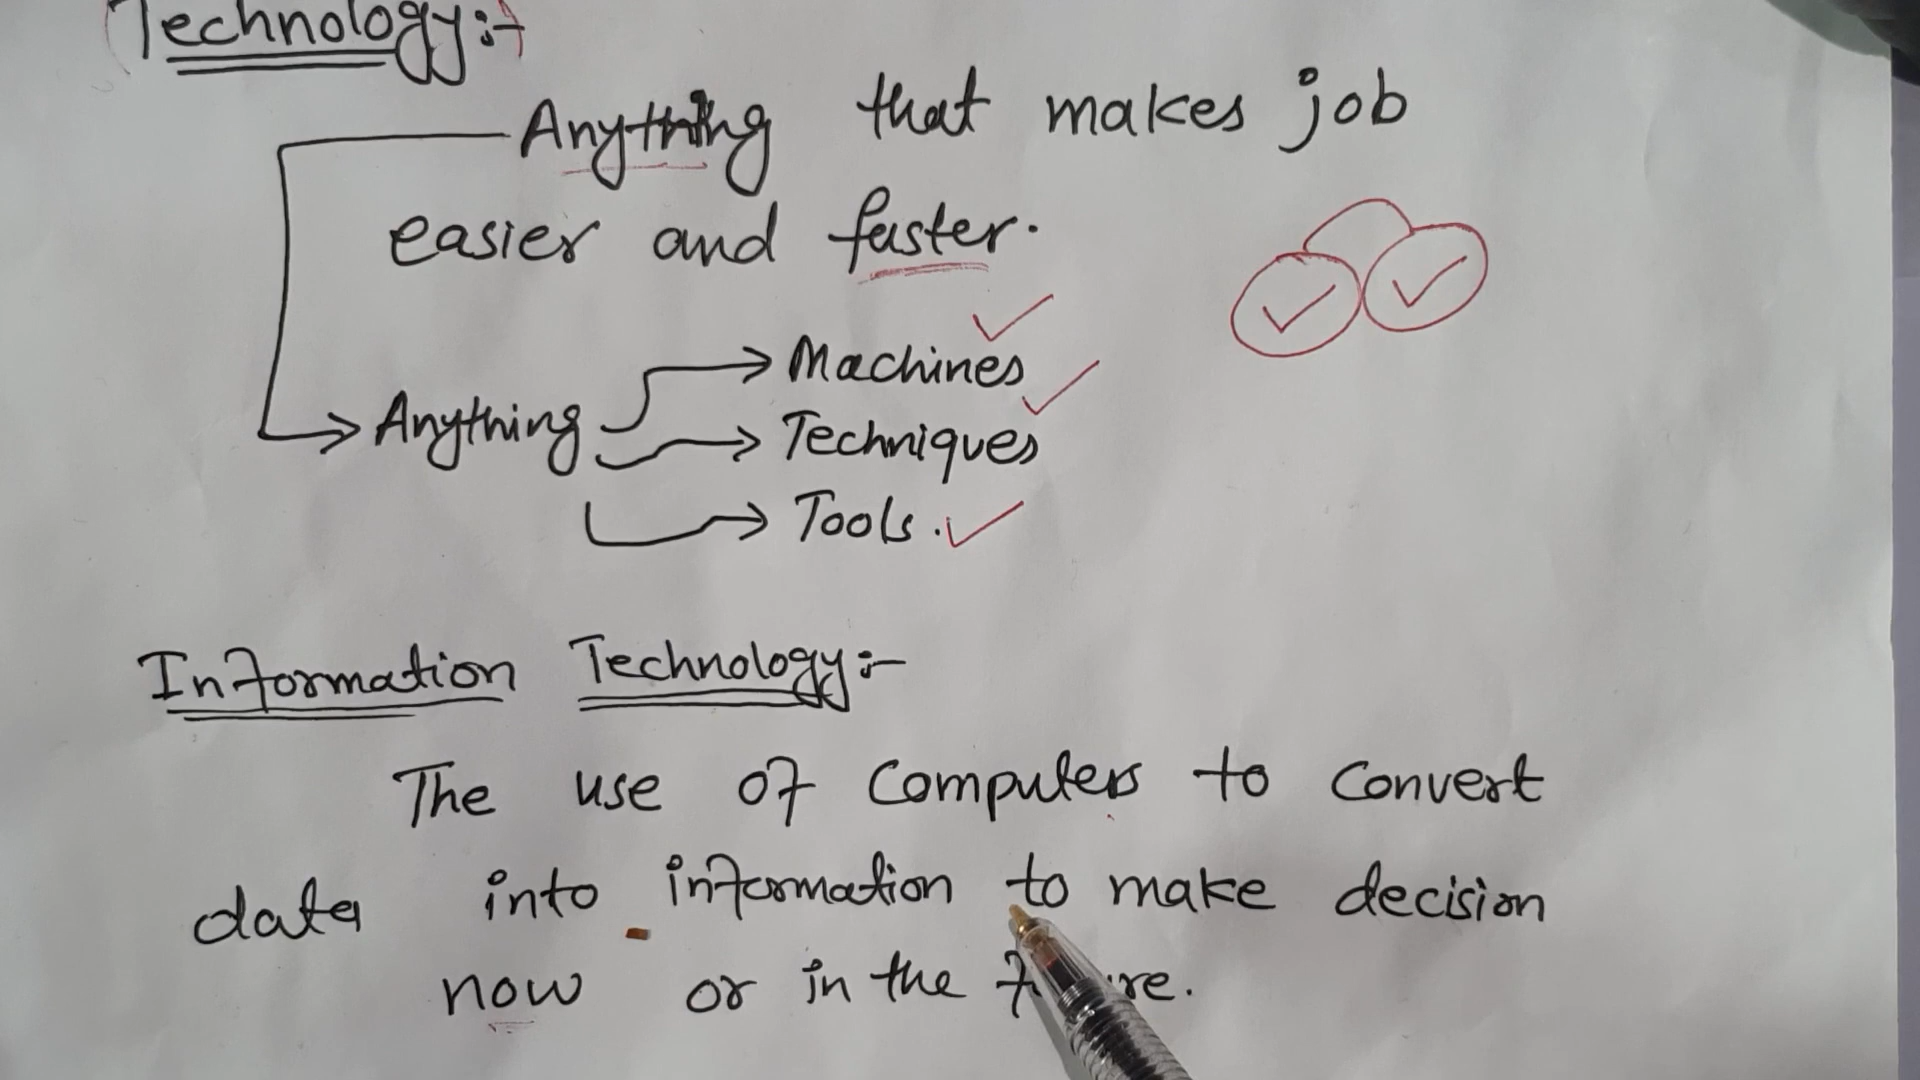 Technology:-
Anything that makes job
easier and faster.
Machines
Anything
Techniques
Tools.
Information Technology:-
The use of computers to convert
data into information to make decision
now or in the